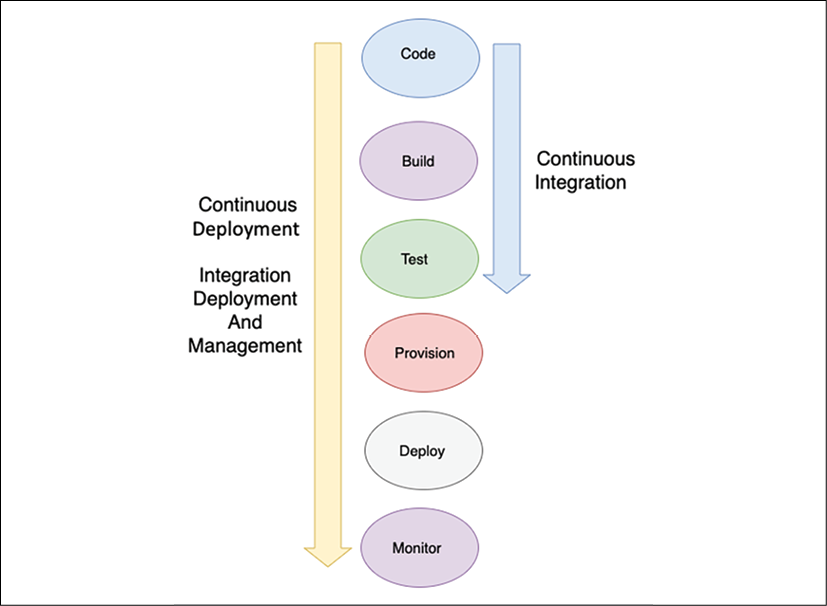 Code
Build
Test
Provision
Deploy
Monitor
Continuous
Integration
Continuous
Deployment
Integration
Deployment
And
Management